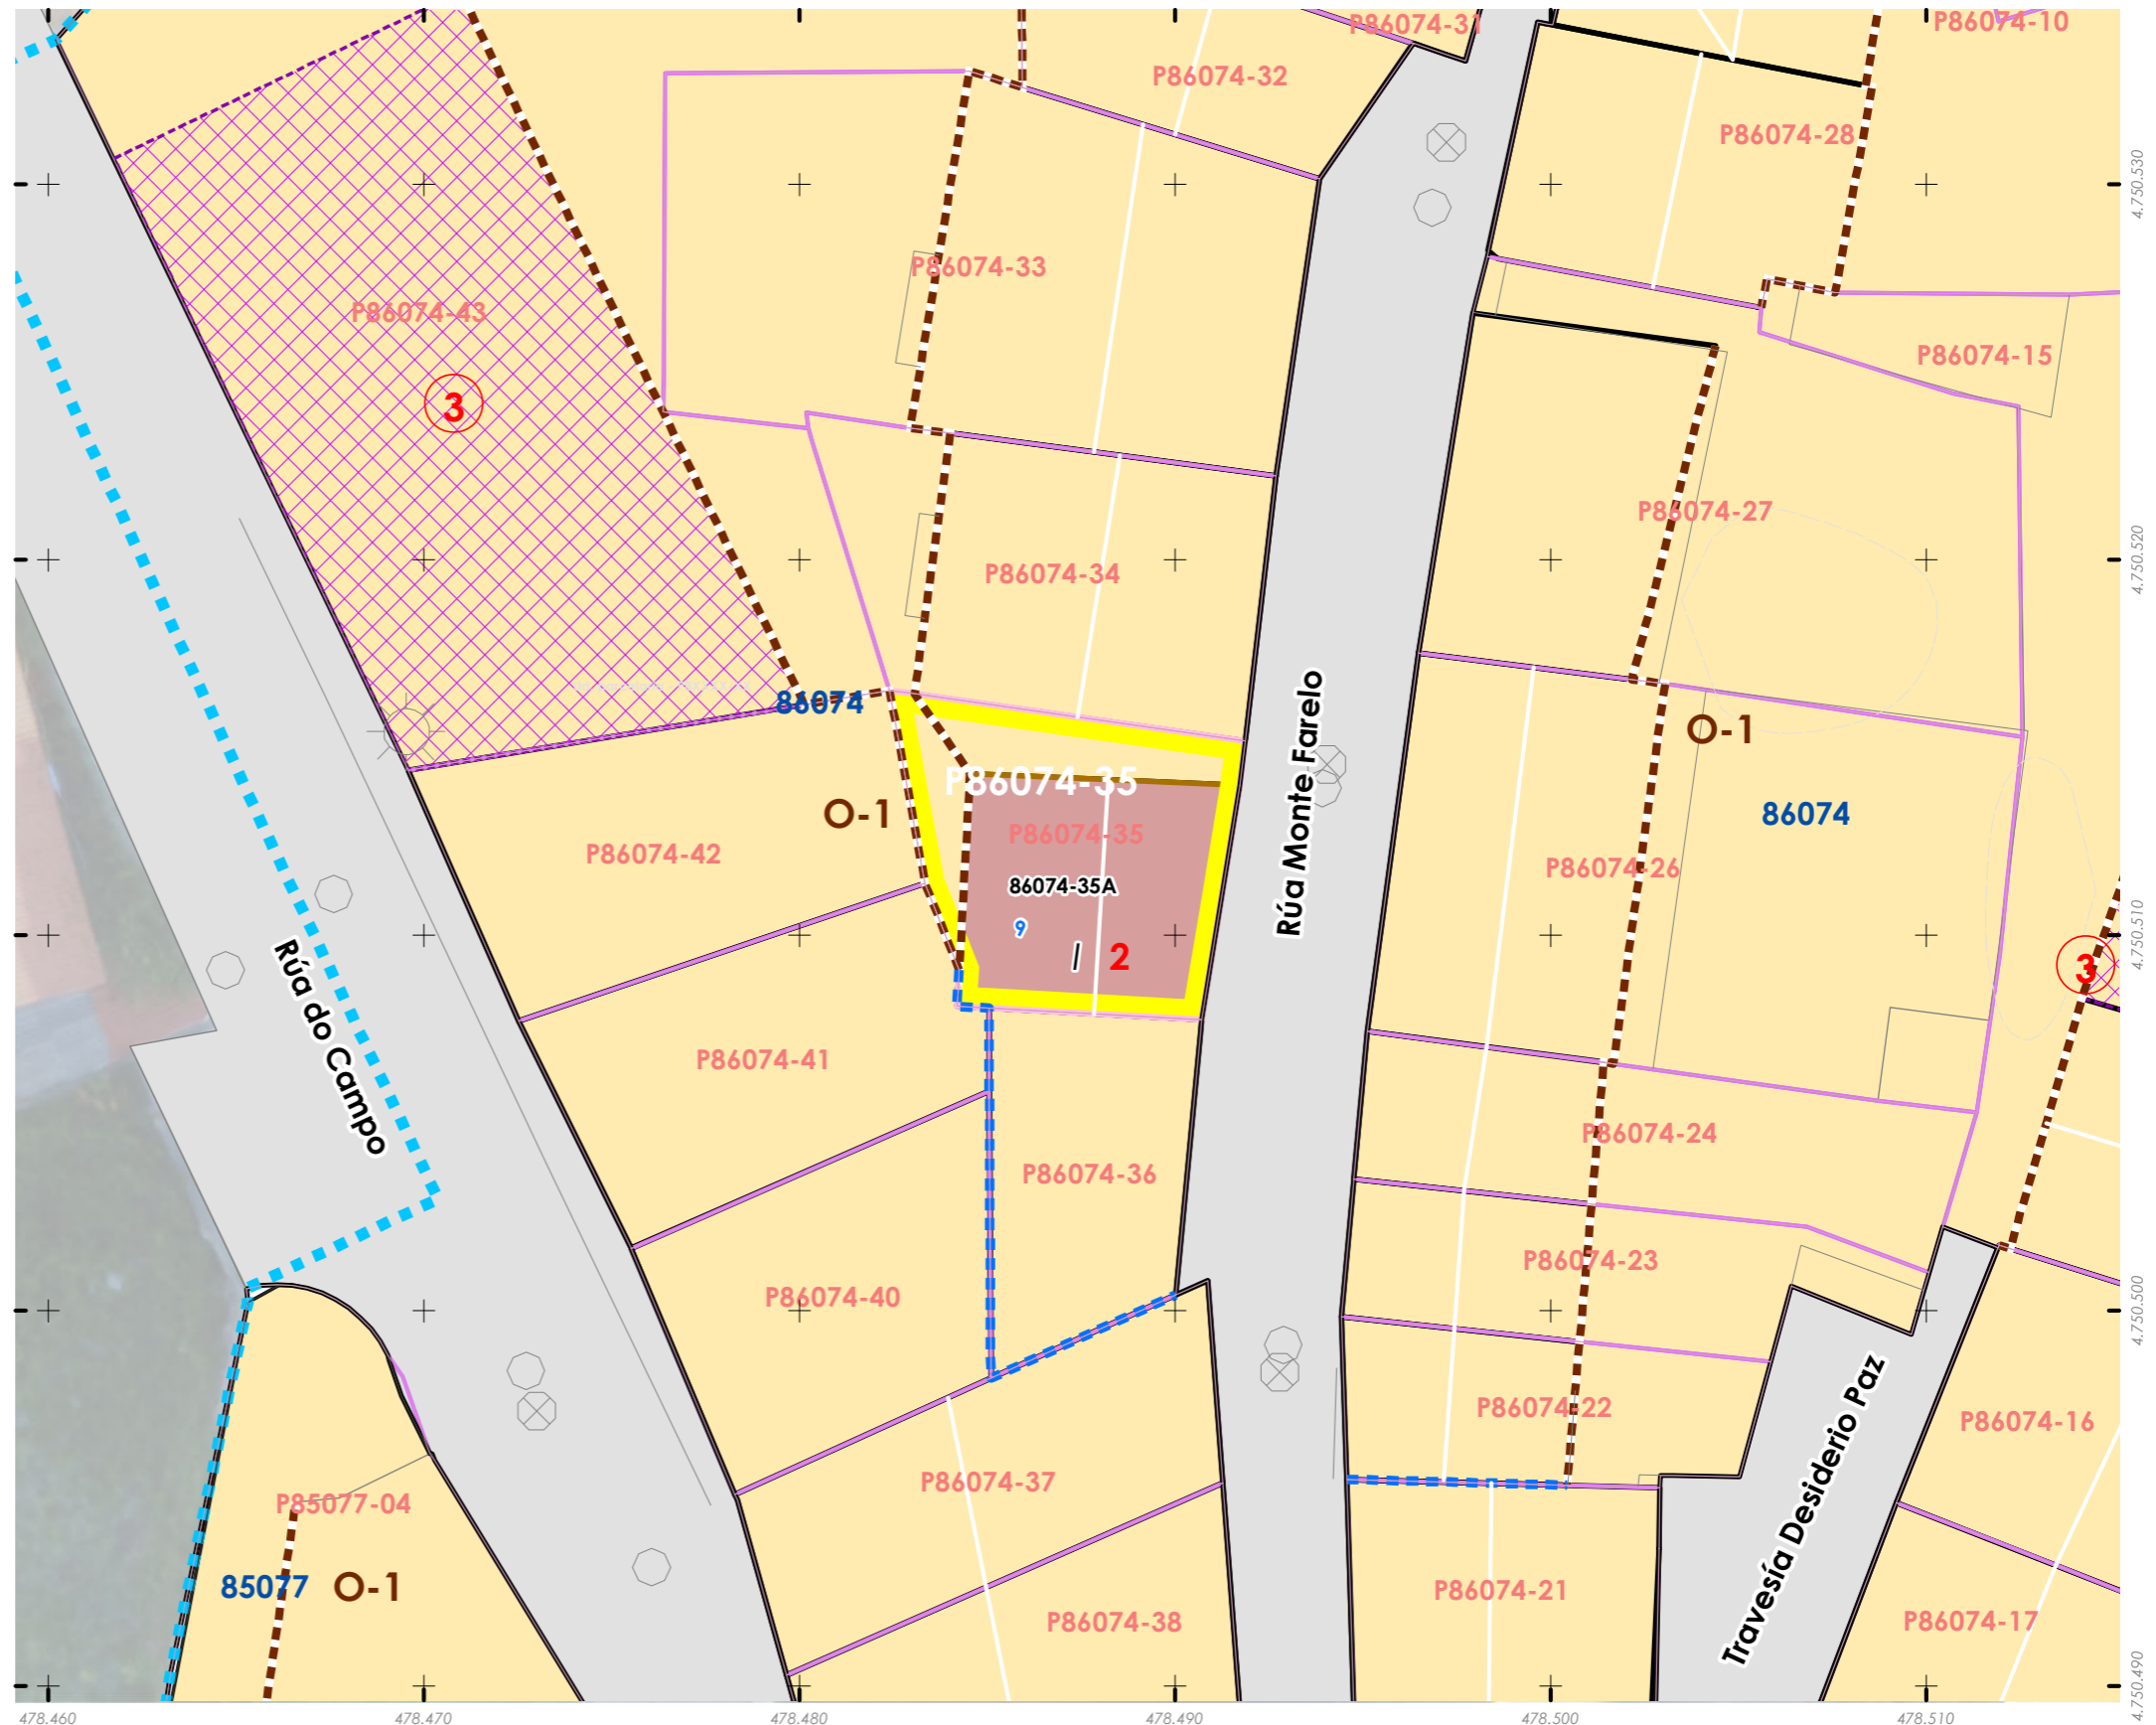 P86074-31
P86074-10
P86074-32
P86074-28
4.750.530
P86074-33
P86074-43
P86074-15
3
P86074-27
4.750.520
P86074-34
86074
O-1
P86074-35
O-1
86074
P86074-35
P86074-42
P86074-26
86074-35A
9
I 2
3
4.750.510
Rúa Monte Farelo
Rúa do Campo
P86074-41
P86074-24
P86074-36
P86074-23
P86074-40
4.750.500
P86074-22
P86074-16
P86074-37
P85077-04
Travesía Desiderio Paz
85077 O-1
P86074-21
P86074-38
P86074-17
4.750.490
478.460 478.470 478.480 478.490 478.500 478.510